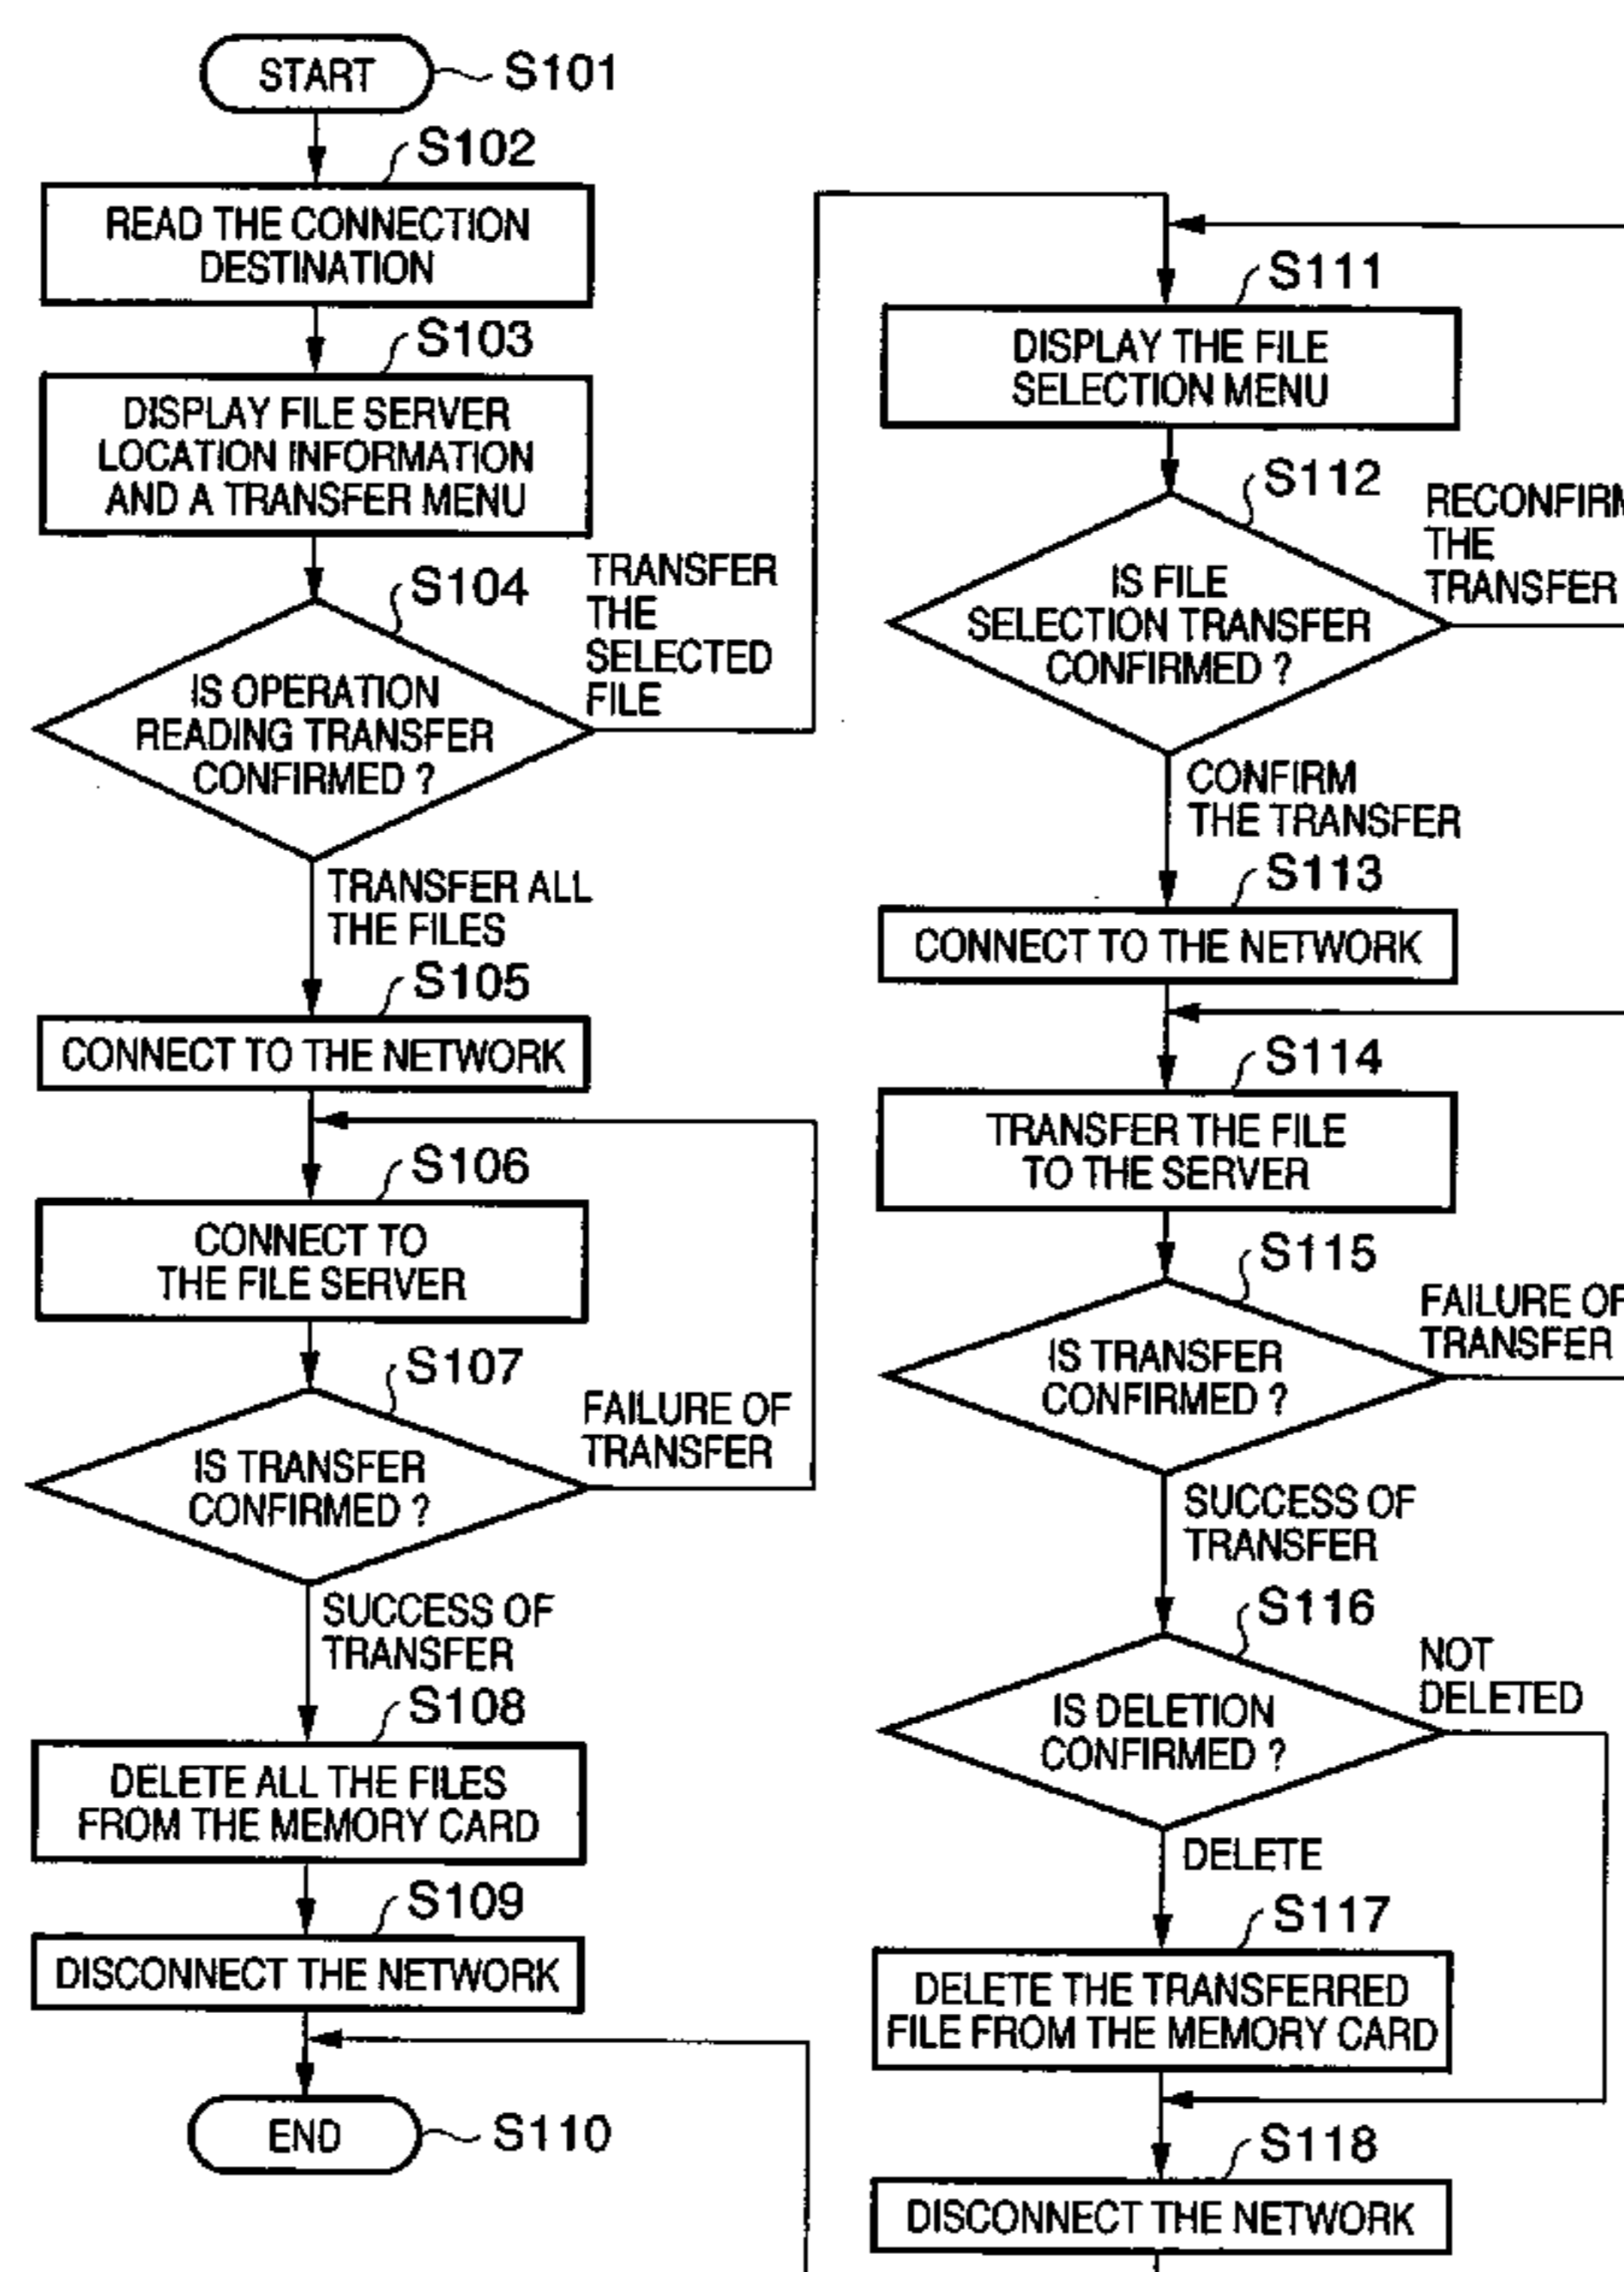 START
S101
S102
READ THE CONNECTION
DESTINATION
S103
DISPLAY FILE SERVER
LOCATION INFORMATION
AND A TRANSFER MENU
S104
IS OPERATION
READING TRANSFER
CONFIRMED ?
TRANSFER
THE
SELECTED
FILE
TRANSFER ALL
THE FILES
S105
CONNECT TO THE NETWORK
S106
CONNECT TO
THE FILE SERVER
S107
IS TRANSFER
CONFIRMED ?
FAILURE OF
TRANSFER
SUCCESS OF
TRANSFER
S108
DELETE ALL THE FILES
FROM THE MEMORY CARD
S109
DISCONNECT THE NETWORK
END
S110
S111
DISPLAY THE FILE
SELECTION MENU
S112
IS FILE
SELECTION TRANSFER
CONFIRMED ?
RECONFIRM
THE
TRANSFER
CONFIRM
THE TRANSFER
S113
CONNECT TO THE NETWORK
S114
TRANSFER THE FILE
TO THE SERVER
S115
IS TRANSFER
CONFIRMED ?
FAILURE OF
TRANSFER
SUCCESS OF
TRANSFER
S116
IS DELETION
CONFIRMED ?
NOT
DELETED
DELETE
S117
DELETE THE TRANSFERRED
FILE FROM THE MEMORY CARD
S118
DISCONNECT THE NETWORK